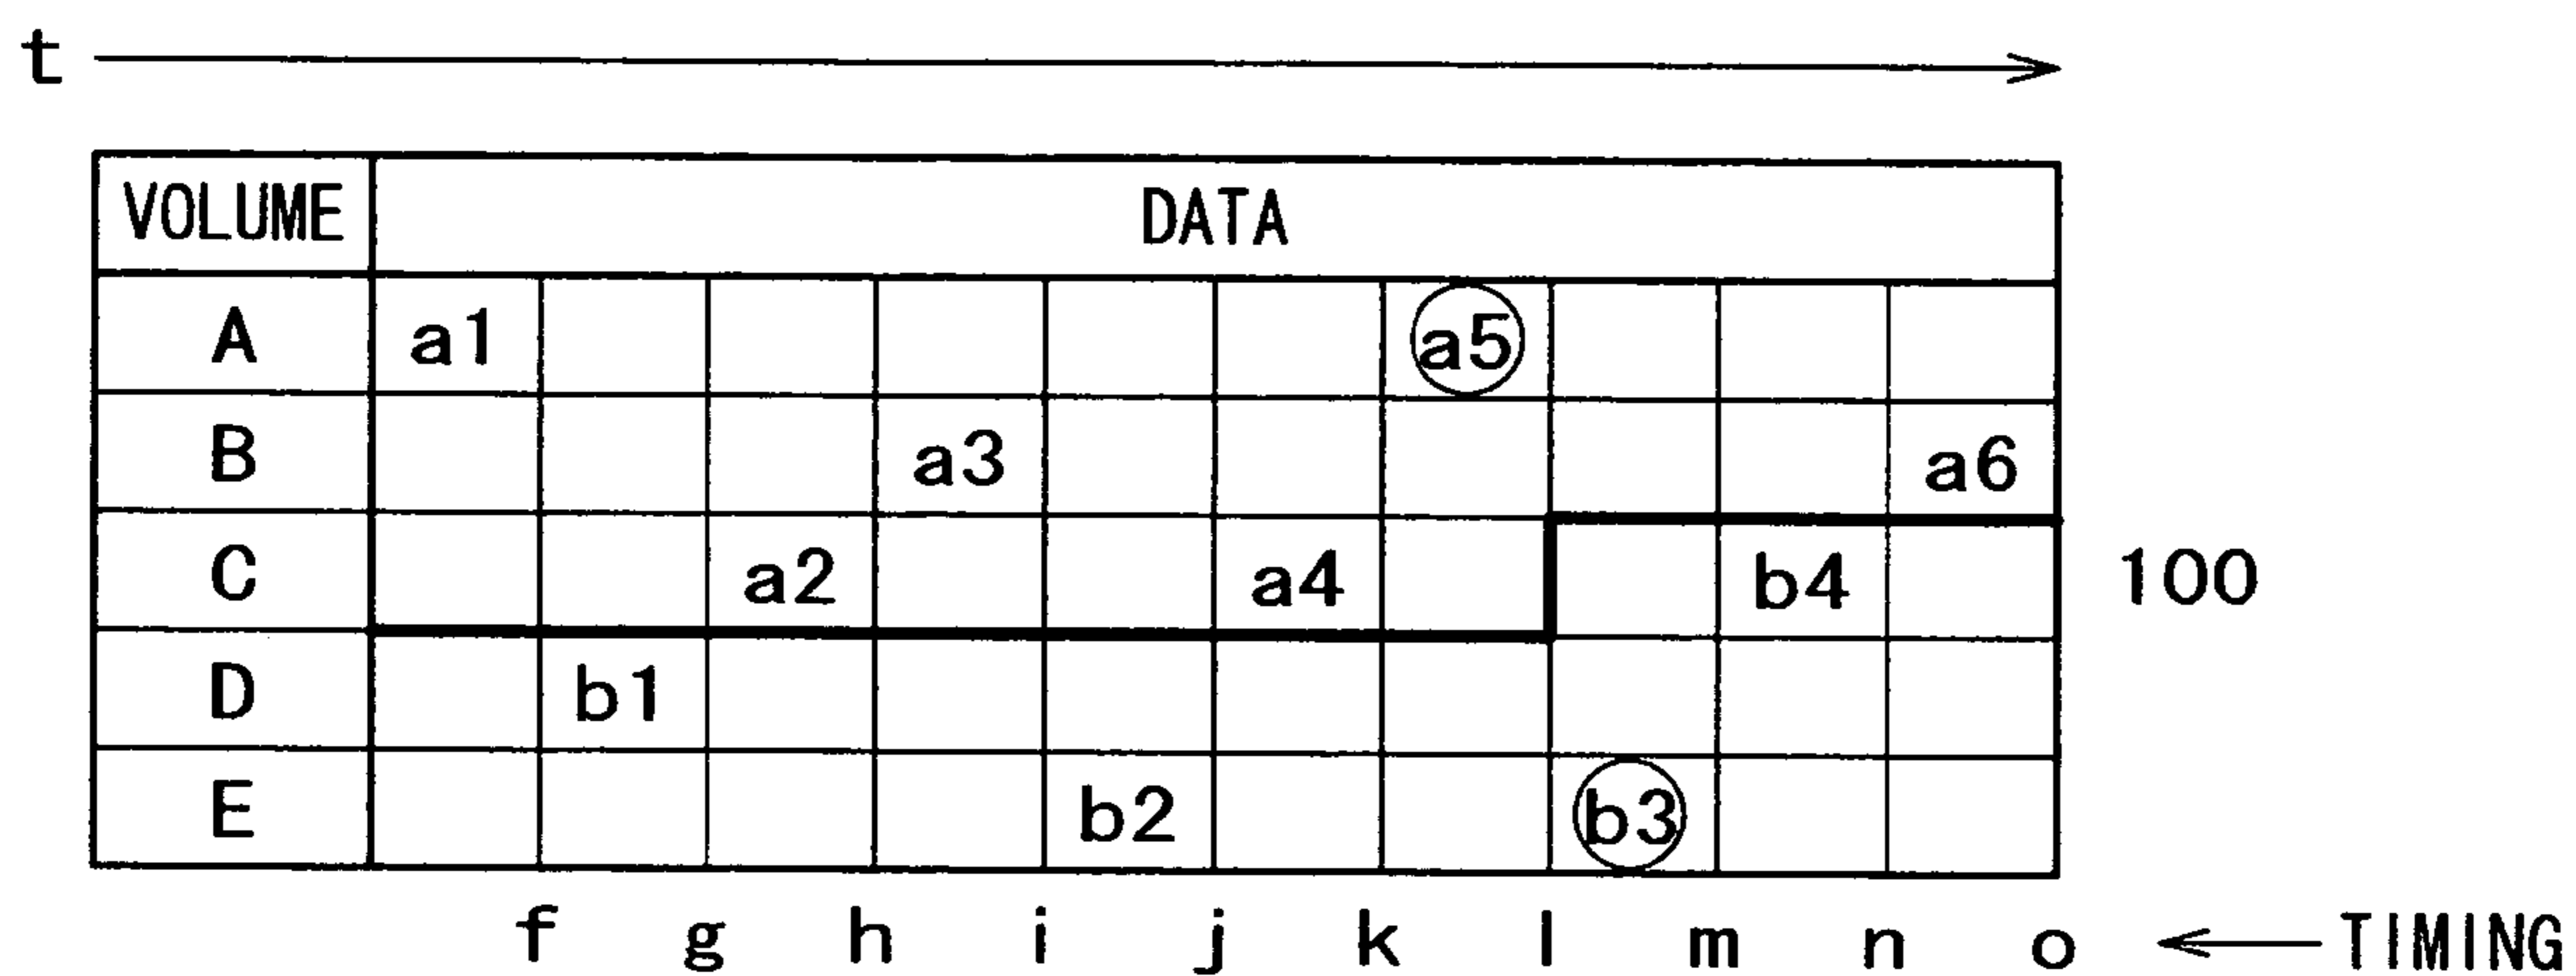 t
VOLUME DATA
A a1 a5
B a3 a6
C a2 a4 b4 100
D b1
E b2 b3
f g h i j k l m n o TIMING